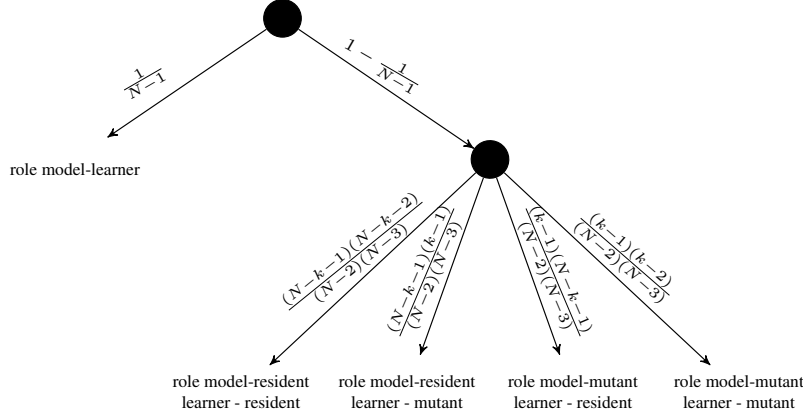 1/(N−1)
1 − 1/(N−1)
role model-learner
(N−k−1)(N−k−2)/(N−2)(N−3)
(N−k−1)(k−1)/(N−2)(N−3)
(k−1)(N−k−1)/(N−2)(N−3)
(k−1)(k−2)/(N−2)(N−3)
role model-resident
learner - resident
role model-resident
learner - mutant
role model-mutant
learner - resident
role model-mutant
learner - mutant